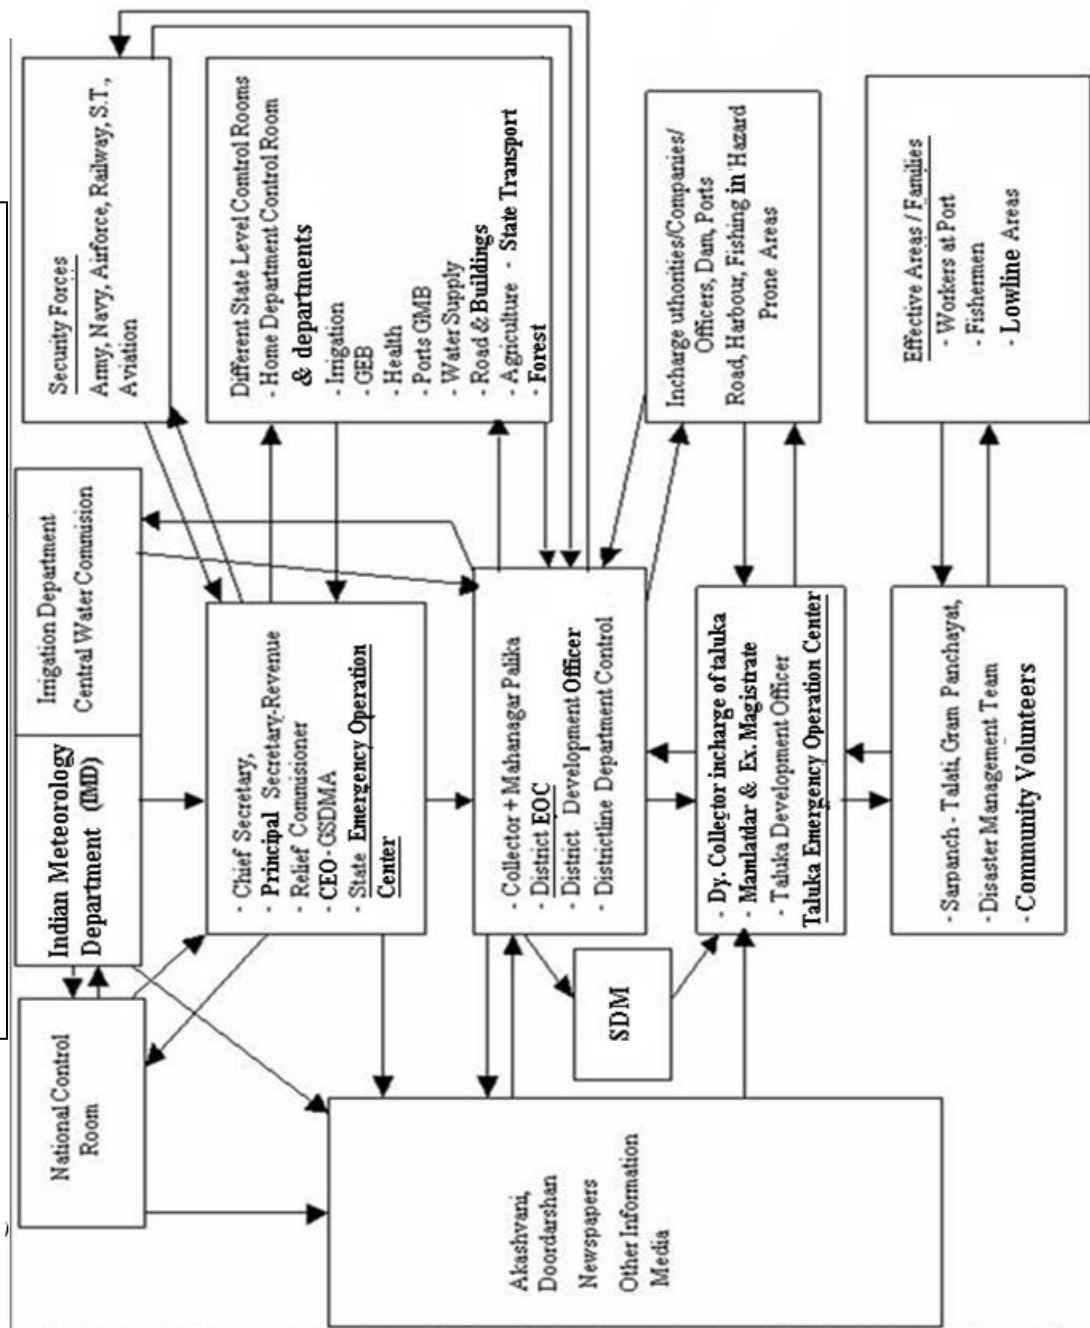 National Control
Room
Indian Meteorology
Department (IMD)
Irrigation Department
Central Water Commision
Security Forces
Army, Navy, Airforce, Railway, S.T.,
Aviation
- Chief Secretary,
- Principal Secretary-Revenue
- Relief Commisioner
- CEO-GSDMA
- State Emergency Operation
Center
Different State Level Comtrol Rooms
- Home Department Control Room
& departments
- Irrigation
- GEB
- Health
- Ports GMB
- Water Supply
- Road & Buildings
- Agriculture - State Transport
- Forest
Akashvani,
Doordarshan
Newspapers
Other Information
Media
- Collector + Mahanagar Palika
- District EOC
- District Development Officer
- Districtline Department Control
SDM
Incharge uthorities/Companies/
Officers, Dam, Ports
Road, Harbour, Fishing in Hazard
Prone Areas
- Dy. Collector incharge of taluka
- Mamlatdar & Ex. Magistrate
- Taluka Development Officer
Taluka Emergency Operation Center
- Sarpanch - Talati, Gram Panchayat,
- Disaster Management Team
- Community Volunteers
Effective Areas / Families
- Workers at Port
- Fishermen
- Lowline Areas